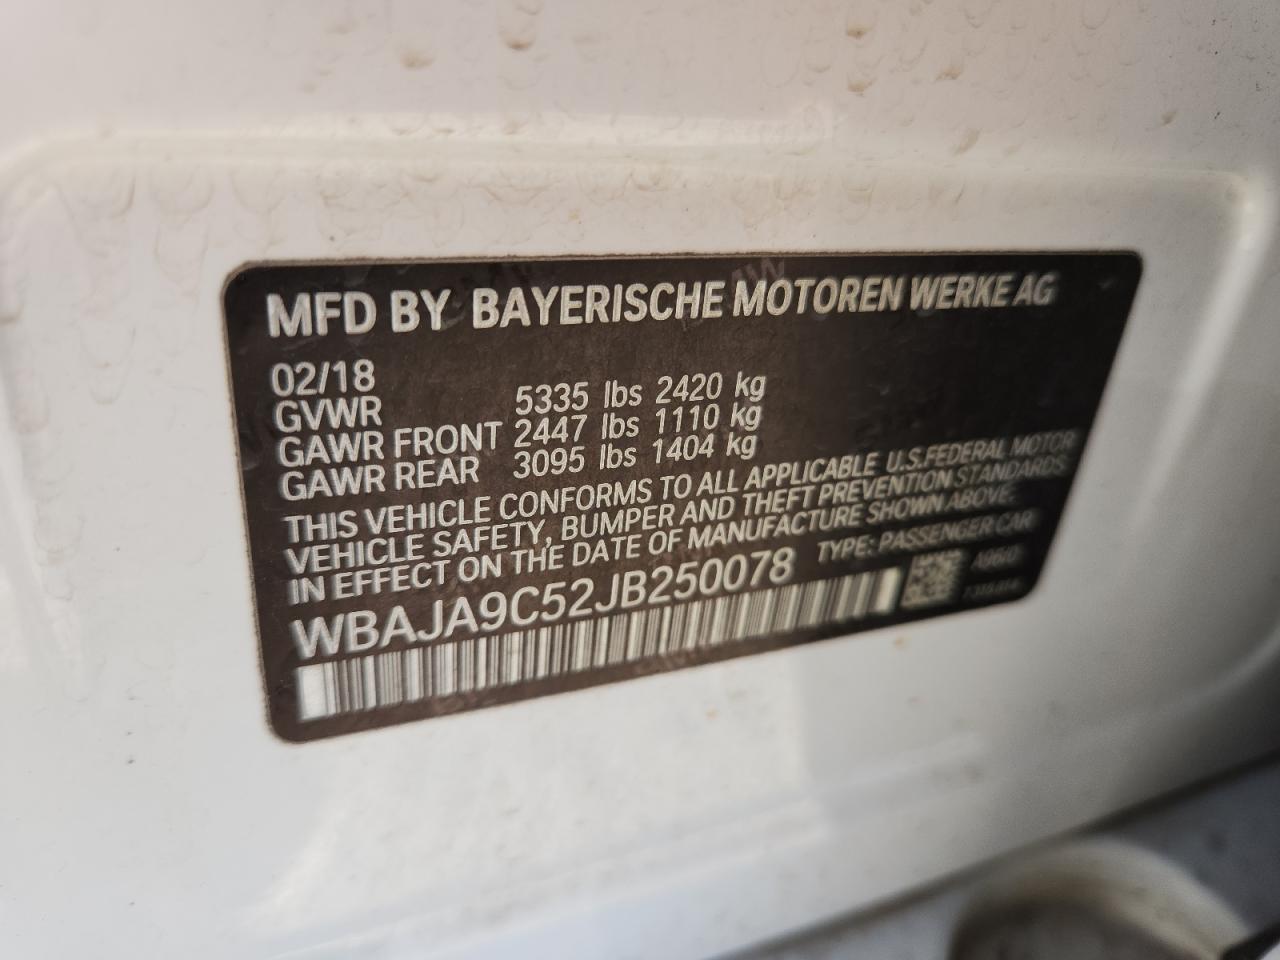 MFD BY BAYERISCHE MOTOREN WERKE AG
02/18
GVWR 5335 lbs 2420 kg
GAWR FRONT 2447 lbs 1110 kg
GAWR REAR 3095 lbs 1404 kg
THIS VEHICLE CONFORMS TO ALL APPLICABLE U.S.FEDERAL MOTOR
VEHICLE SAFETY, BUMPER AND THEFT PREVENTION STANDARDS
IN EFFECT ON THE DATE OF MANUFACTURE SHOWN ABOVE.
WBAJA9C52JB250078 TYPE: PASSENGER CAR